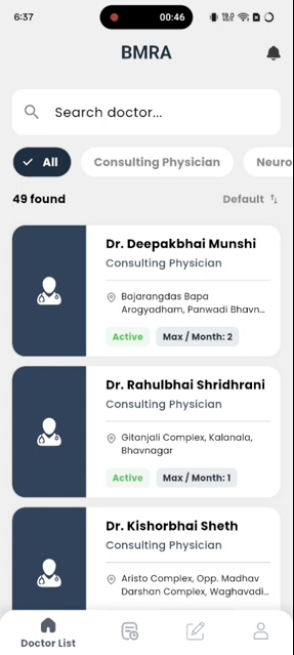 6:37
00:46
BMRA
Search doctor...
All
Consulting Physician
Neuro
49 found
Default
Dr. Deepakbhai Munshi
Consulting Physician
Bajarangdas Bapa
Arogyadham, Panwadi Bhavn...
Active
Max / Month: 2
Dr. Rahulbhai Shridhrani
Consulting Physician
Gitanjali Complex, Kalanala,
Bhavnagar
Active
Max / Month: 1
Dr. Kishorbhai Sheth
Consulting Physician
Aristo Complex, Opp. Madhav
Darshan Complex, Waghavadi...
Doctor List